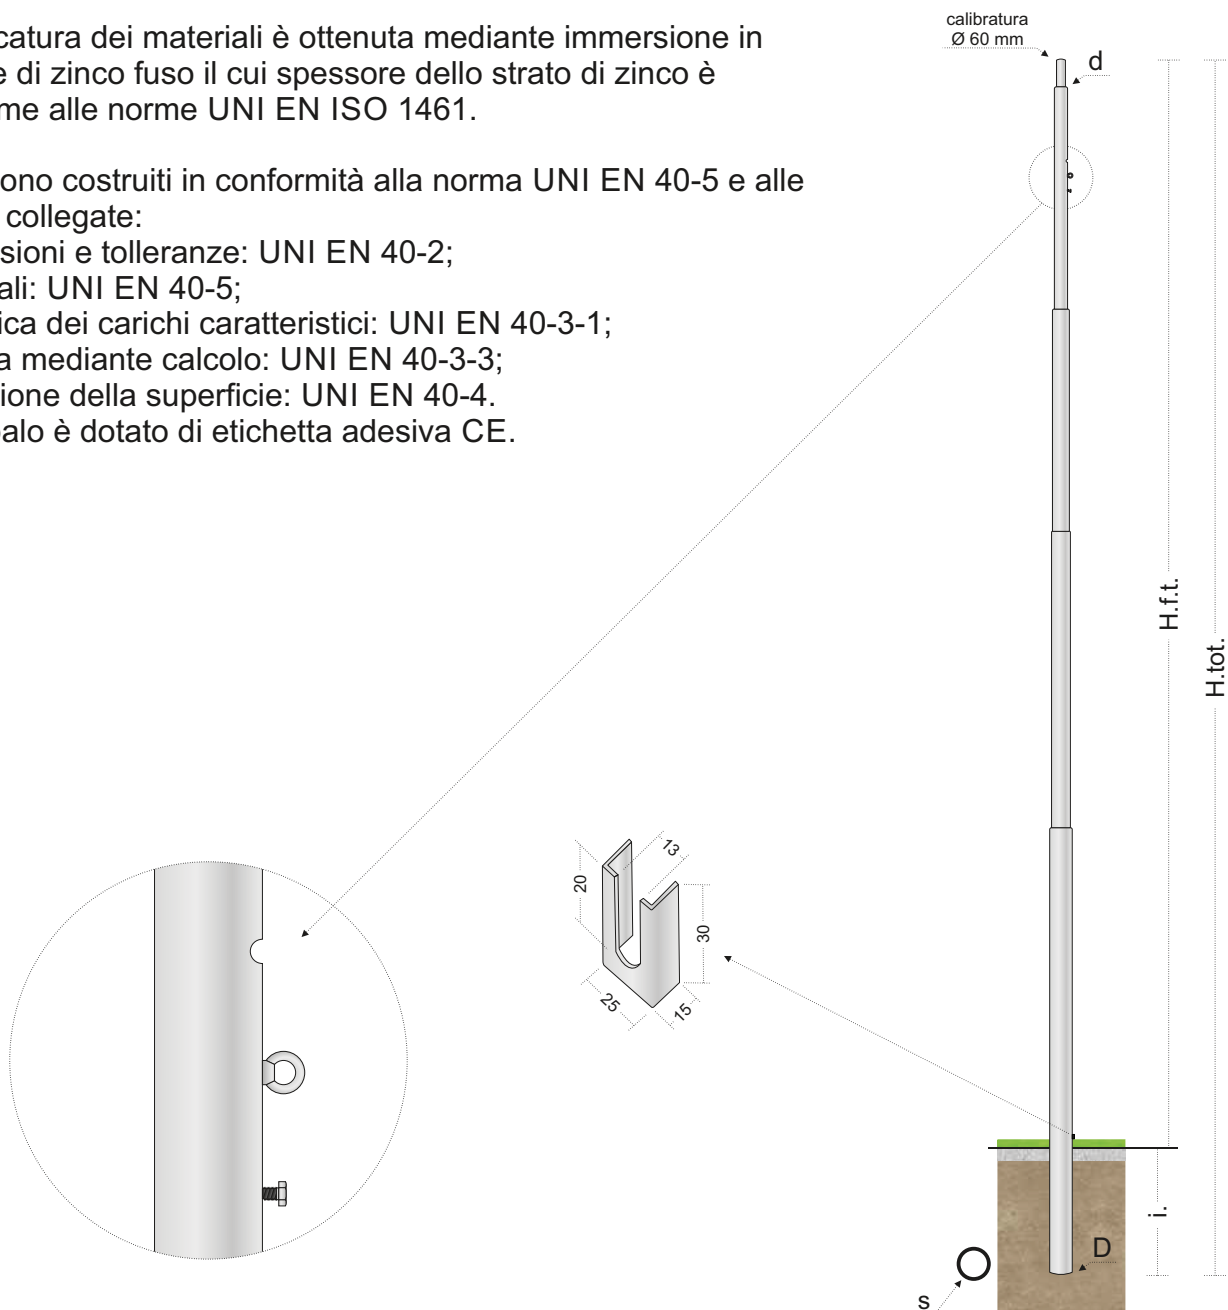 catura dei materiali è ottenuta mediante immersione in
e di zinco fuso il cui spessore dello strato di zinco è
me alle norme UNI EN ISO 1461.
ono costruiti in conformità alla norma UNI EN 40-5 e alle
collegate:
sioni e tolleranze: UNI EN 40-2;
ali: UNI EN 40-5;
ica dei carichi caratteristici: UNI EN 40-3-1;
a mediante calcolo: UNI EN 40-3-3;
ione della superficie: UNI EN 40-4.
palo è dotato di etichetta adesiva CE.
calibratura
Ø 60 mm
d
H.f.t.
H.tot.
13
20
30
25
15
i.
D
s